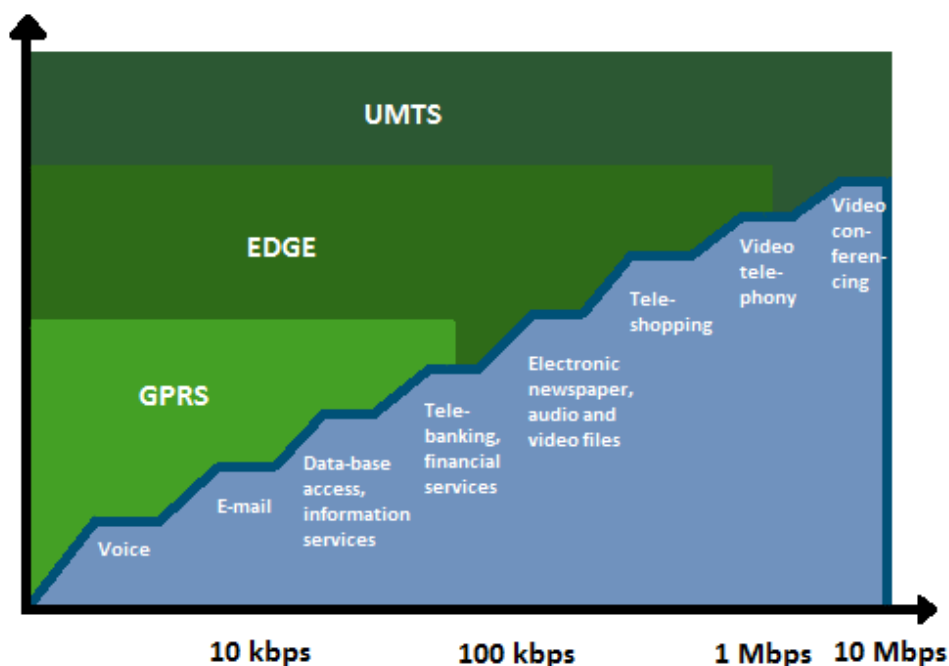 UMTS
EDGE
GPRS
Voice
E-mail
Data-base
access,
information
services
Tele-
banking,
financial
services
Electronic
newspaper,
audio and
video files
Tele-
shopping
Video
tele-
phony
Video
con-
feren-
cing
10 kbps
100 kbps
1 Mbps
10 Mbps